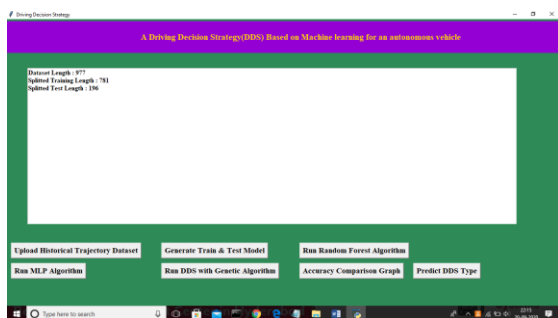 Driving Decision Strategy
A Driving Decision Strategy(DDS) Based on Machine learning for an autonomous vehicle
Dataset Length : 977
Splitted Training Length : 781
Splitted Test Length : 196
Upload Historical Trajectory Dataset Generate Train & Test Model Run Random Forest Algorithm
Run MLP Algorithm Run DDS with Genetic Algorithm Accuracy Comparison Graph Predict DDS Type
Type here to search
22:15